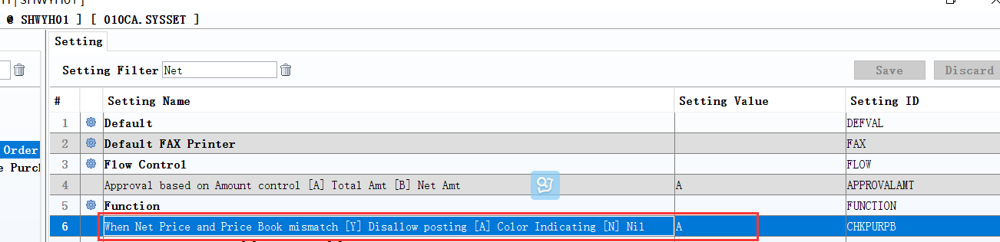 @ SHWYH01 ] [ 010CA.SYSSET ]
Setting
Setting Filter Net
Save Discard
# Setting Name Setting Value Setting ID
1 Default DEFVAL
2 Default FAX Printer FAX
Order
3 Flow Control FLOW
4 Approval based on Amount control [A] Total Amt [B] Net Amt A APPROVALAMT
5 Function FUNCTION
6 When Net Price and Price Book mismatch [Y] Disallow posting [A] Color Indicating [N] Nil A CHKPURPB